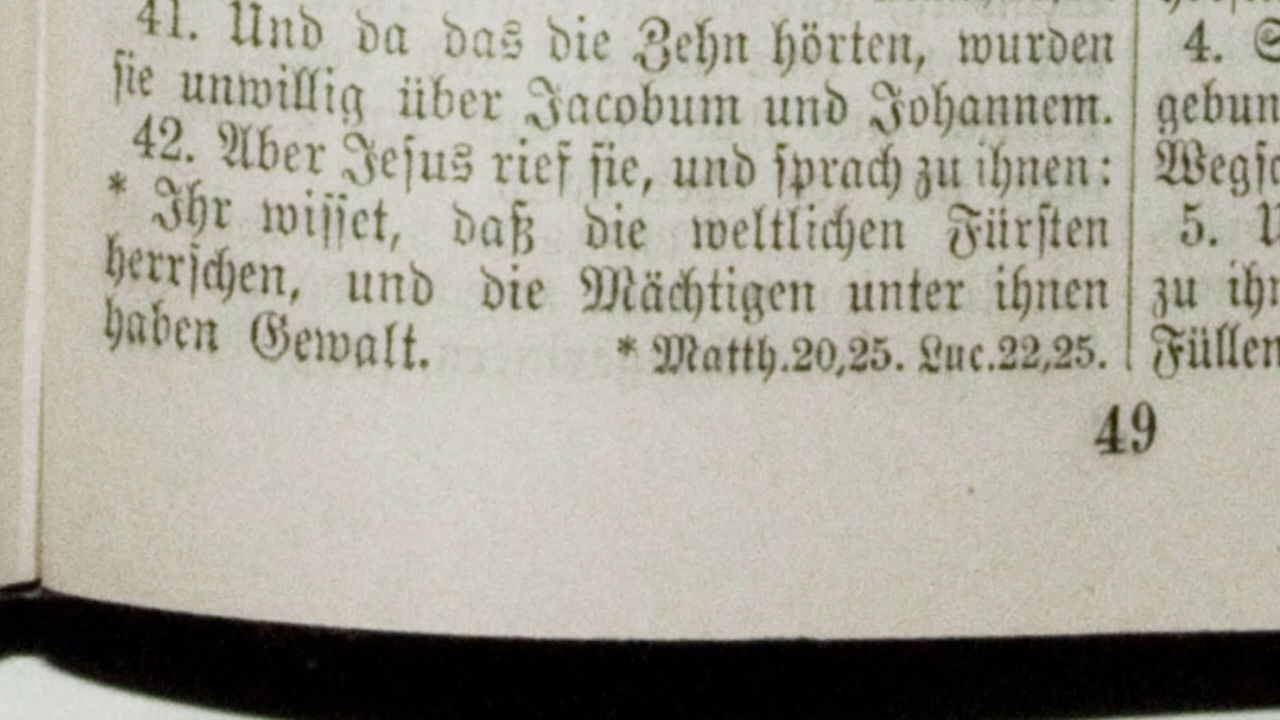 41. Und da das die Zehn hörten, wurden
sie unwillig über Jacobum und Johannem.
42. Aber Jesus rief sie, und sprach zu ihnen:
* Ihr wisset, daß die weltlichen Fürsten
herrschen, und die Mächtigen unter ihnen
haben Gewalt. * Matth.20,25. Luc.22,25.
4.
gebun
Wegsc
5. U
zu ihn
Füllen
49